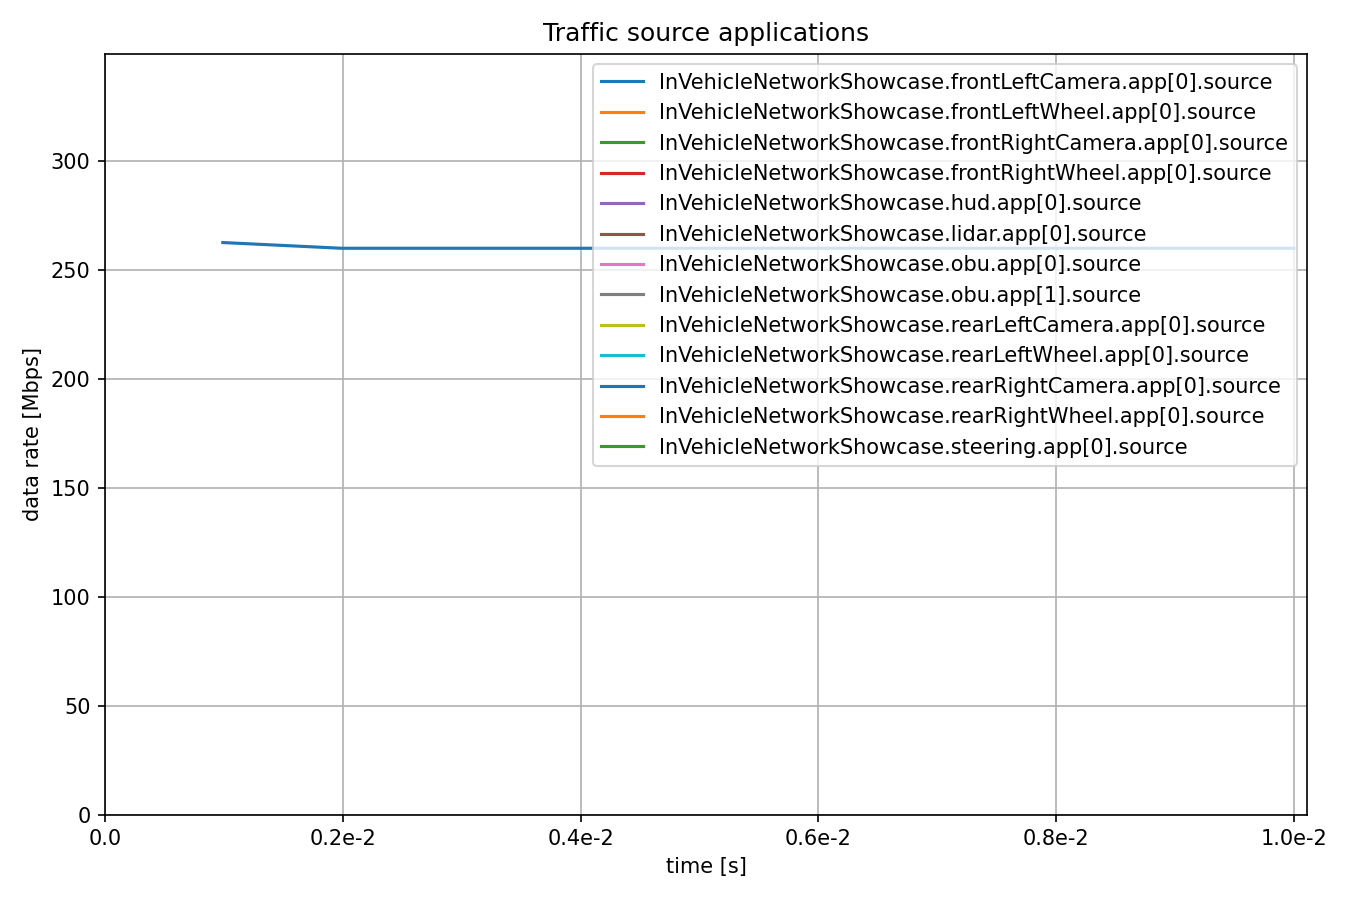 Traffic source applications
InVehicleNetworkShowcase.frontLeftCamera.app[0].source
InVehicleNetworkShowcase.frontLeftWheel.app[0].source
InVehicleNetworkShowcase.frontRightCamera.app[0].source
InVehicleNetworkShowcase.frontRightWheel.app[0].source
InVehicleNetworkShowcase.hud.app[0].source
InVehicleNetworkShowcase.lidar.app[0].source
InVehicleNetworkShowcase.obu.app[0].source
InVehicleNetworkShowcase.obu.app[1].source
InVehicleNetworkShowcase.rearLeftCamera.app[0].source
InVehicleNetworkShowcase.rearLeftWheel.app[0].source
InVehicleNetworkShowcase.rearRightCamera.app[0].source
InVehicleNetworkShowcase.rearRightWheel.app[0].source
InVehicleNetworkShowcase.steering.app[0].source
data rate [Mbps]
300
250
200
150
100
50
0
0.0 0.2e-2 0.4e-2 0.6e-2 0.8e-2 1.0e-2
time [s]